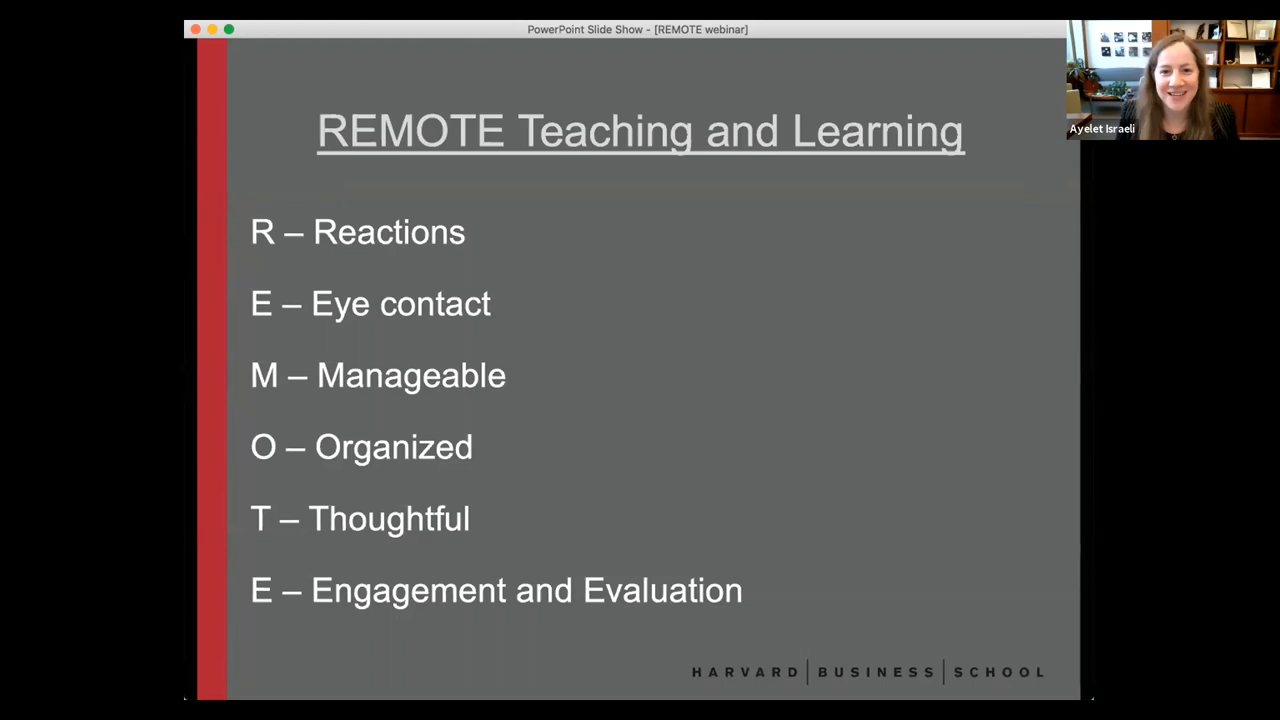 PowerPoint Slide Show - [REMOTE webinar]
REMOTE Teaching and Learning
R – Reactions
E – Eye contact
M – Manageable
O – Organized
T – Thoughtful
E – Engagement and Evaluation
HARVARD | BUSINESS | SCHOOL
Ayelet Israeli